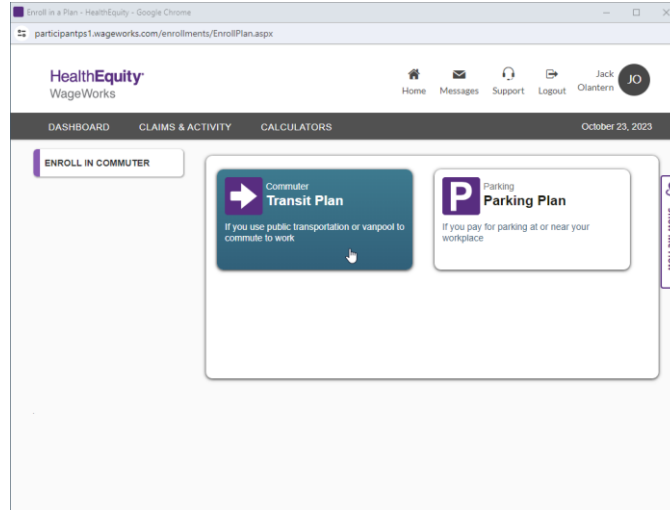 Enroll in a Plan - HealthEquity - Google Chrome
participantps1.wageworks.com/enrollments/EnrollPlan.aspx
HealthEquity
WageWorks
Home
Messages
Support
Logout
Jack
Olantern
JO
DASHBOARD
CLAIMS & ACTIVITY
CALCULATORS
October 23, 2023
ENROLL IN COMMUTER
Commuter
Transit Plan
If you use public transportation or vanpool to
commute to work
P
Parking
Parking Plan
If you pay for parking at or near your
workplace